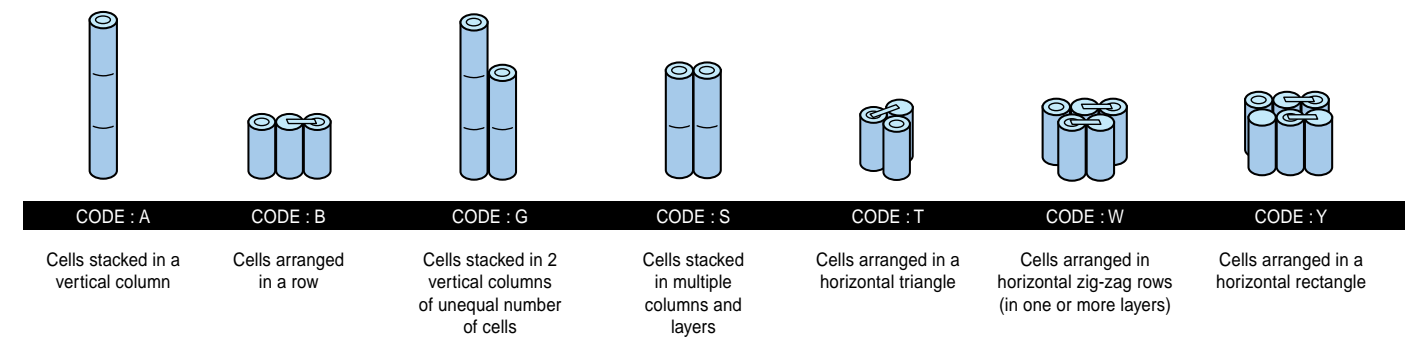 CODE : A
CODE : B
CODE : G
CODE : S
CODE : T
CODE : W
CODE : Y
Cells stacked in a
vertical column
Cells arranged
in a row
Cells stacked in 2
vertical columns
of unequal number
of cells
Cells stacked
in multiple
columns and
layers
Cells arranged in a
horizontal triangle
Cells arranged in
horizontal zig-zag rows
(in one or more layers)
Cells arranged in a
horizontal rectangle